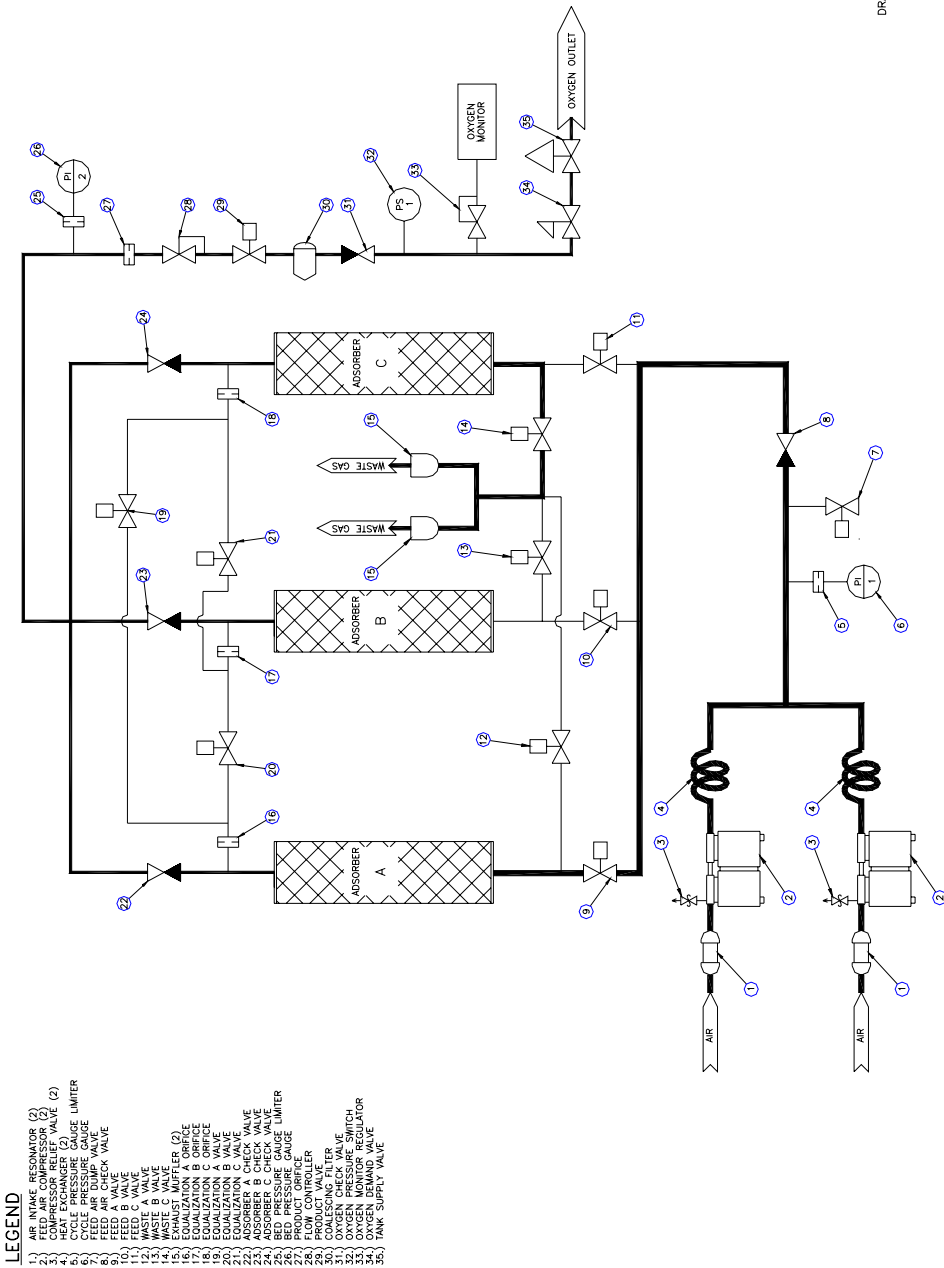 LEGEND
1.) AIR INTAKE RESONATOR (2)
2.) FEED AIR COMPRESSOR (2)
3.) COMPRESSOR RELIEF VALVE (2)
4.) HEAT EXCHANGER (2)
5.) CYCLE PRESSURE GAUGE LIMITER
6.) CYCLE PRESSURE GAUGE
7.) FEED AIR DUMP VALVE
8.) FEED AIR CHECK VALVE
9.) FEED A VALVE
10.) FEED B VALVE
11.) FEED C VALVE
12.) WASTE A VALVE
13.) WASTE B VALVE
14.) WASTE C VALVE
15.) EXHAUST MUFFLER (2)
16.) EQUALIZATION A ORIFICE
17.) EQUALIZATION B ORIFICE
18.) EQUALIZATION C ORIFICE
19.) EQUALIZATION A VALVE
20.) EQUALIZATION B VALVE
21.) EQUALIZATION C VALVE
22.) ADSORBER A CHECK VALVE
23.) ADSORBER B CHECK VALVE
24.) ADSORBER C CHECK VALVE
25.) BED PRESSURE GAUGE LIMITER
26.) BED PRESSURE GAUGE
27.) PRODUCT ORIFICE
28.) FLOW CONTROLLER
29.) PRODUCT VALVE
30.) COALESCING FILTER
31.) OXYGEN CHECK VALVE
32.) OXYGEN PRESSURE SWITCH
33.) OXYGEN MONITOR REGULATOR
34.) OXYGEN DEMAND VALVE
35.) TANK SUPPLY VALVE
AIR
1
3
2
4
AIR
1
3
2
4
5
PI
1
6
7
8
9
10
11
12
13
14
15
WASTE GAS
15
WASTE GAS
ADSORBER
A
ADSORBER
B
ADSORBER
C
16
17
18
19
20
21
22
23
24
25
PI
2
26
27
28
29
30
31
PS
1
32
33
OXYGEN
MONITOR
34
35
OXYGEN OUTLET
DR